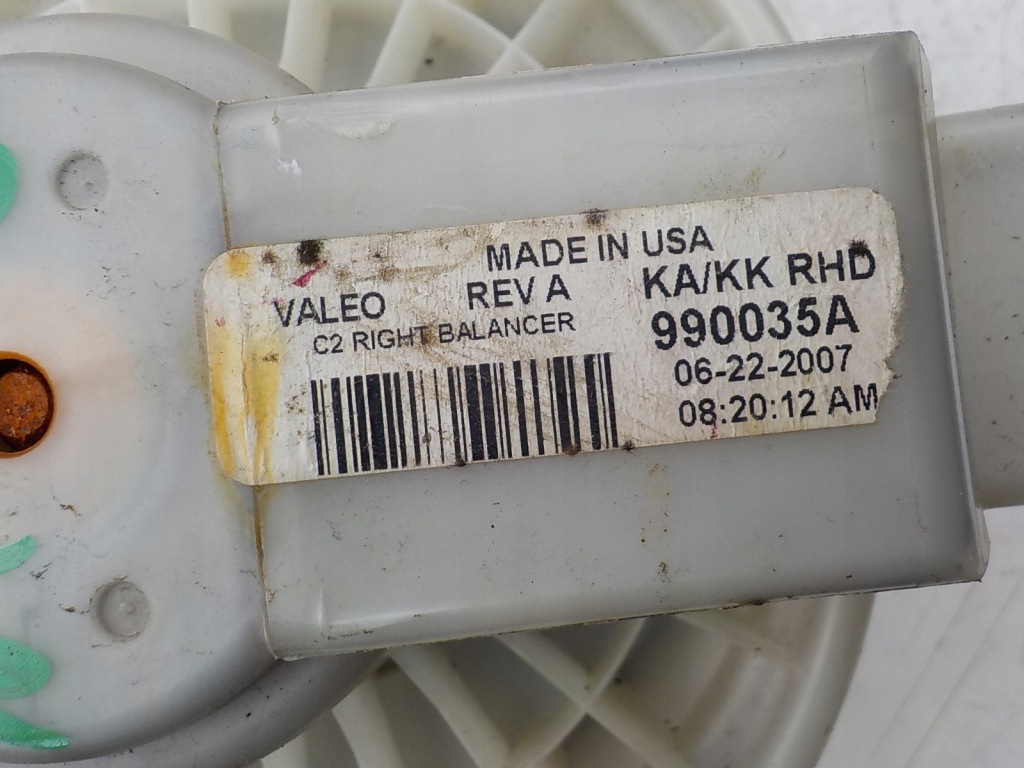 MADE IN USA
VALEO REV A KA/KK RHD
C2 RIGHT BALANCER 990035A
06-22-2007
08:20:12 AM